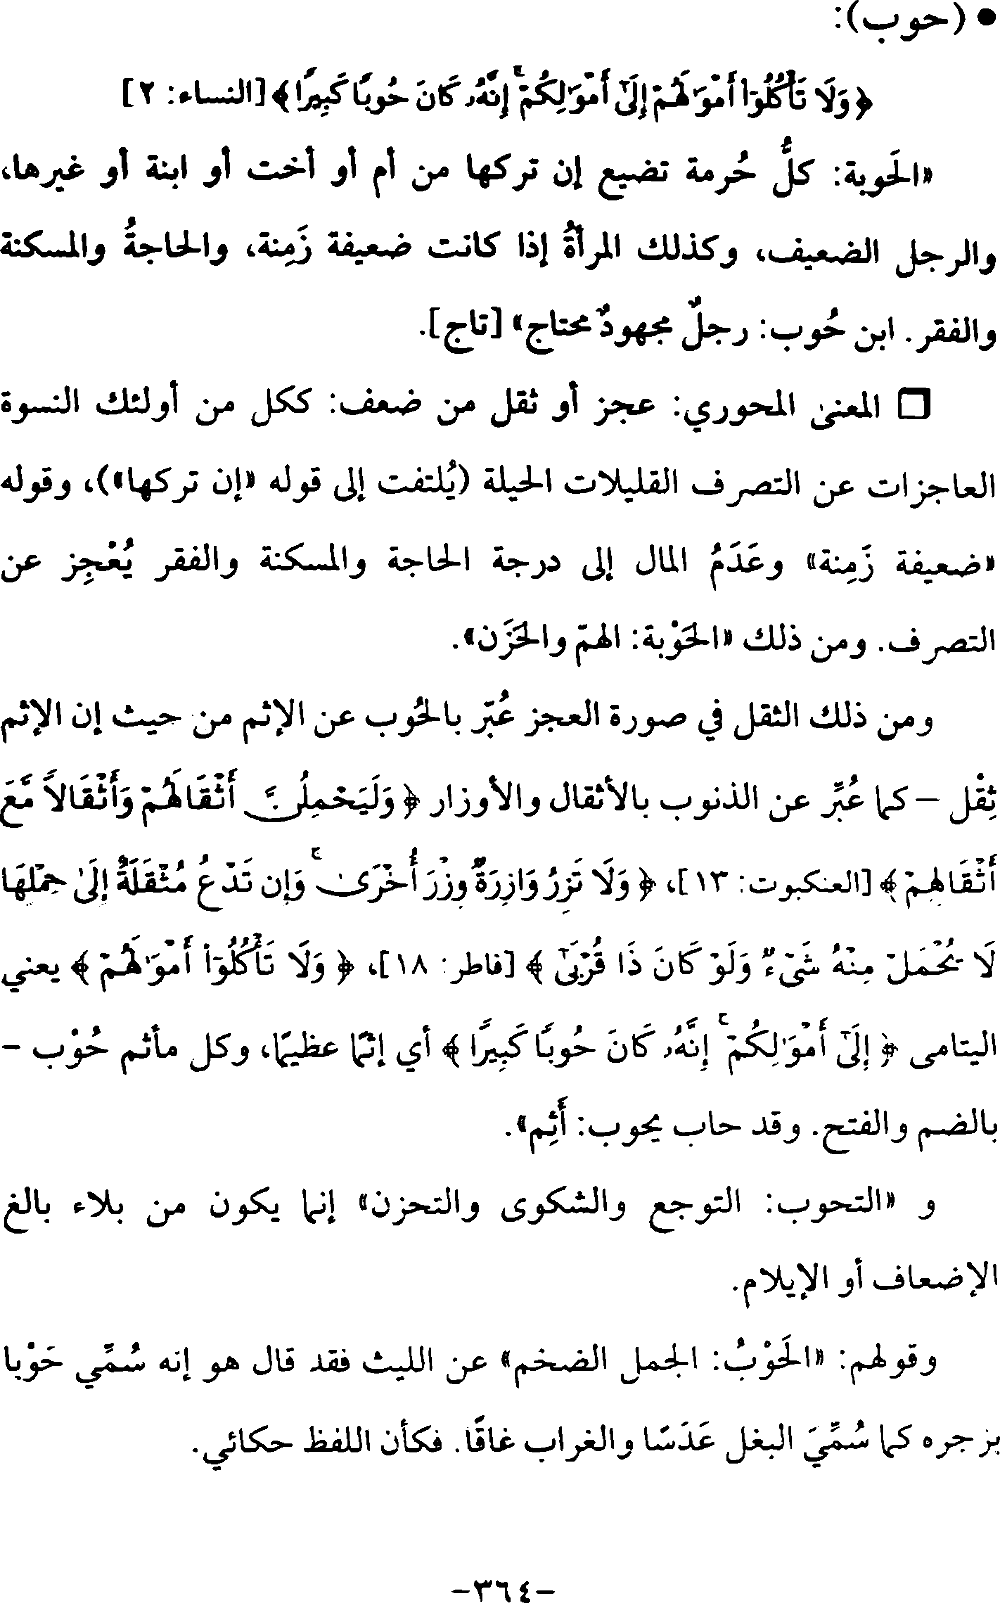 ● (حوب):
﴿ وَلَا تَأْكُلُوٓا۟ أَمْوَٰلَهُمْ إِلَىٰٓ أَمْوَٰلِكُمْ ۚ إِنَّهُۥ كَانَ حُوبًا كَبِيرًا ﴾ [النساء: ٢]
«الحَوبة: كلُّ حُرمة تضيع إن تركها من أم أو أخت أو ابنة أو غيرها،
والرجل الضعيف، وكذلك المرأةُ إذا كانت ضعيفة زَمِنة، والحاجةُ والمسكنة
والفقر. ابن حُوب: رجلٌ مجهودٌ محتاج» [تاج].
❒ المعنىٰ المحوري: عجز أو ثقل من ضعف: ككل من أولئك النسوة
العاجزات عن التصرف القليلات الحيلة (يُلتفت إلى قوله «إن تركها»)، وقوله
«ضعيفة زَمِنة» وعَدَمُ المال إلى درجة الحاجة والمسكنة والفقر يُعْجِز عن
التصرف. ومن ذلك «الحَوْبة: الهمّ والحَزَن».
ومن ذلك الثقل في صورة العجز عُبّر بالحُوب عن الإثم من حيث إن الإثم
ثِقْل – كما عُبِّر عن الذنوب بالأثقال والأوزار ﴿ وَلَيَحْمِلُنَّ أَثْقَالَهُمْ وَأَثْقَالًا مَّعَ
أَثْقَالِهِمْ ﴾ [العنكبوت: ١٣]، ﴿ وَلَا تَزِرُ وَازِرَةٌ وِزْرَ أُخْرَىٰ ۚ وَإِن تَدْعُ مُثْقَلَةٌ إِلَىٰ حِمْلِهَا
لَا يُحْمَلْ مِنْهُ شَىْءٌ وَلَوْ كَانَ ذَا قُرْبَىٰٓ ﴾ [فاطر: ١٨]، ﴿ وَلَا تَأْكُلُوٓا۟ أَمْوَٰلَهُمْ ﴾ يعني
اليتامى ﴿ إِلَىٰٓ أَمْوَٰلِكُمْ ۚ إِنَّهُۥ كَانَ حُوبًا كَبِيرًا ﴾ أي إثمًا عظيمًا، وكل مأثم حُوْب –
بالضم والفتح. وقد حاب يحوب: أَثِم».
و «التحوب: التوجع والشكوى والتحزن» إنما يكون من بلاء بالغ
الإضعاف أو الإيلام.
وقولهم: «الحَوْبُ: الجمل الضخم» عن الليث فقد قال هو إنه سُمِّي حَوْبا
بزجره كما سُمِّيَ البغل عَدَسًا والغراب غاقًا. فكأن اللفظ حكائي.
-٣٦٤-